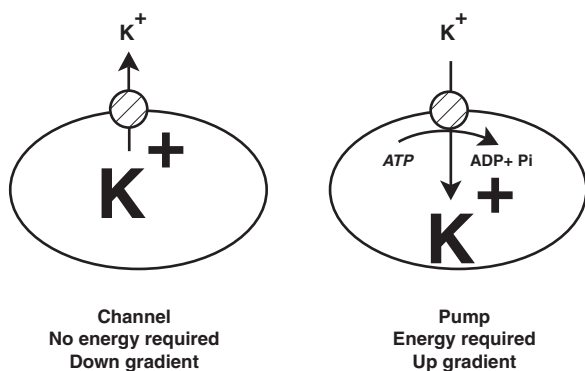 K+
K+
Channel
No energy required
Down gradient
K+
ATP
ADP+ Pi
K+
Pump
Energy required
Up gradient